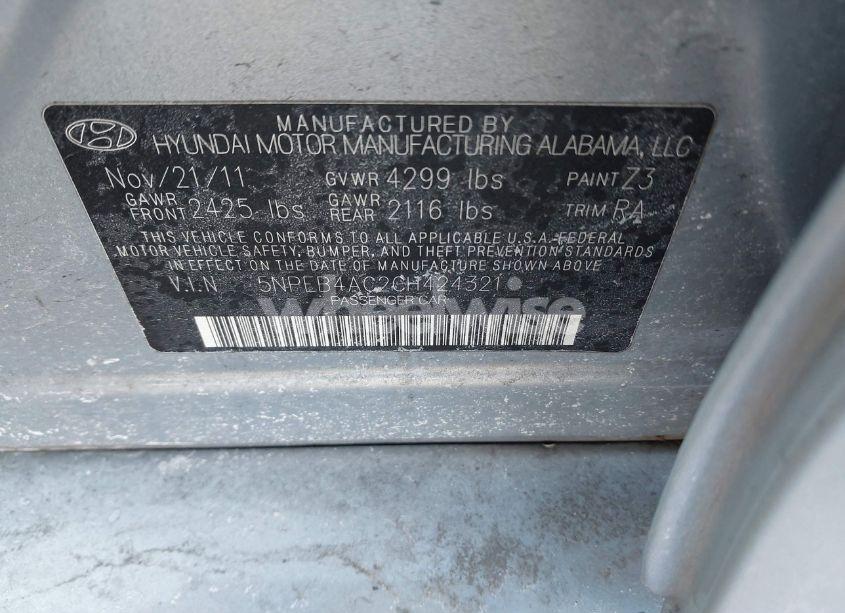 MANUFACTURED BY
HYUNDAI MOTOR MANUFACTURING ALABAMA, LLC
Nov/21/11 GVWR 4299 lbs PAINT Z3
GAWR FRONT 2425 lbs GAWR REAR 2116 lbs TRIM RA
THIS VEHICLE CONFORMS TO ALL APPLICABLE U.S.A. FEDERAL
MOTOR VEHICLE SAFETY, BUMPER, AND THEFT PREVENTION STANDARDS
IN EFFECT ON THE DATE OF MANUFACTURE SHOWN ABOVE.
V.I.N 5NPEB4AC2CH424321
PASSENGER CAR
wheelwise